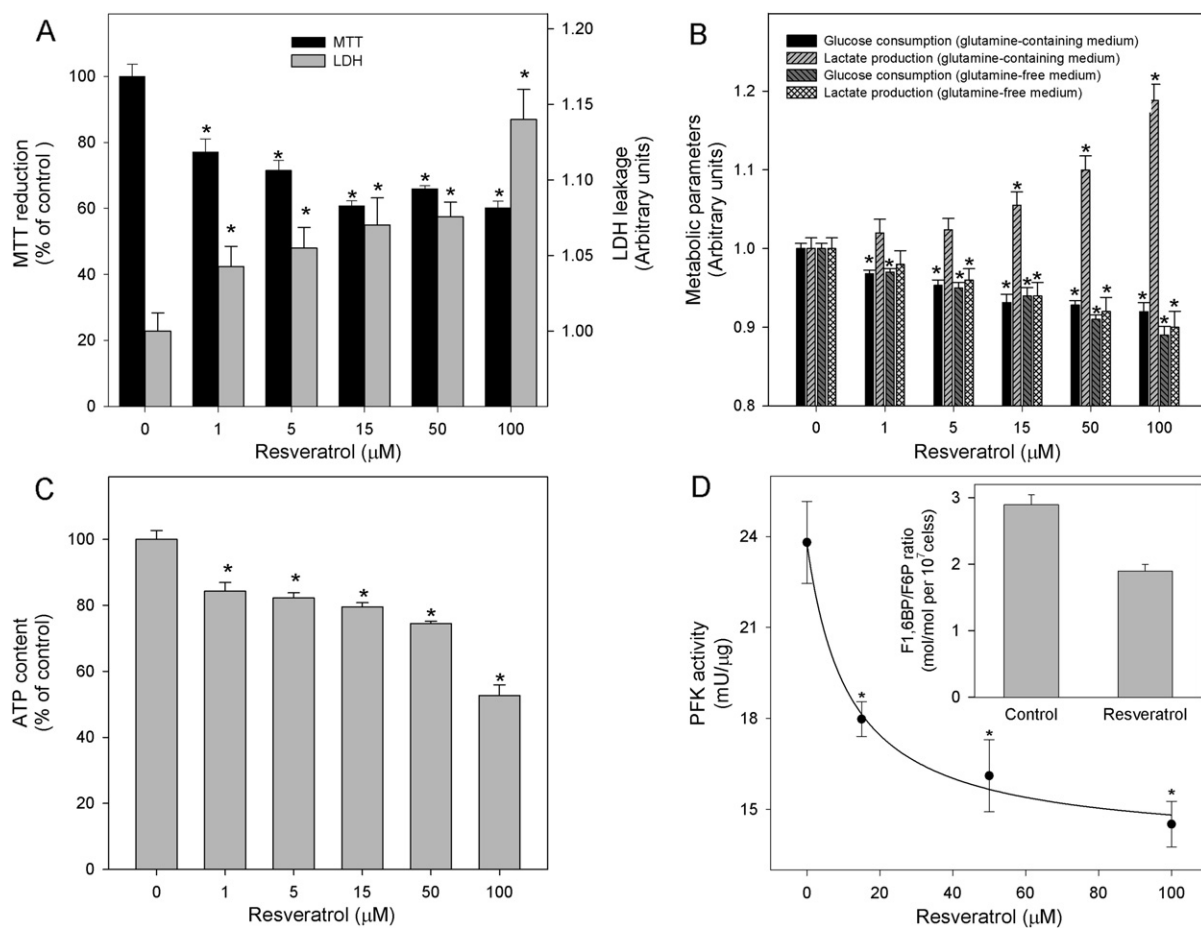 A
MTT
LDH
MTT reduction
(% of control)
100
80
60
40
20
0
LDH leakage
(Arbitrary units)
1.20
1.15
1.10
1.05
1.00
*
*
*
*
*
*
*
*
*
*
0 1 5 15 50 100
Resveratrol (μM)
B
Glucose consumption (glutamine-containing medium)
Lactate production (glutamine-containing medium)
Glucose consumption (glutamine-free medium)
Lactate production (glutamine-free medium)
Metabolic parameters
(Arbitrary units)
1.2
1.1
1.0
0.9
0.8
* *
* * *
* * * *
* * * *
* * * *
0 1 5 15 50 100
Resveratrol (μM)
C
ATP content
(% of control)
100
80
60
40
20
0
* * * * *
0 1 5 15 50 100
Resveratrol (μM)
D
PFK activity
(mU/μg)
24
21
18
15
* * *
0 20 40 60 80 100
Resveratrol (μM)
F1,6BP/F6P ratio
(mol/mol per 10⁷ celss)
3
2
1
0
Control Resveratrol